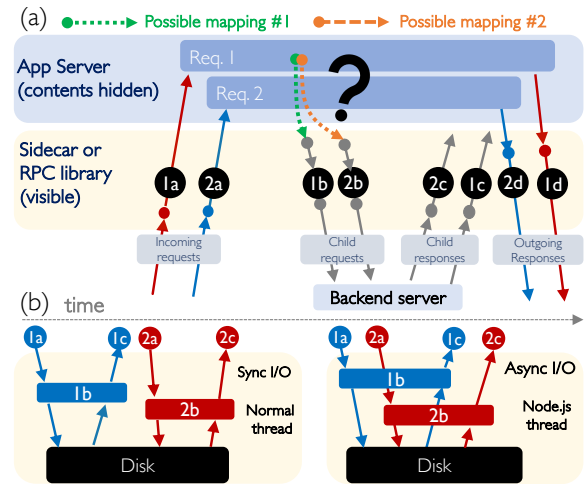 (a)
Possible mapping #1
Possible mapping #2
App Server
(contents hidden)
Req. 1
Req. 2
?
Sidecar or
RPC library
(visible)
1a
2a
1b
2b
2c
1c
2d
1d
Incoming
requests
Child
requests
Child
responses
Outgoing
Responses
Backend server
(b)
time
1a
1c
2a
2c
1b
2b
Sync I/O
Normal
thread
Disk
1a
2a
1c
2c
1b
2b
Async I/O
Node.js
thread
Disk